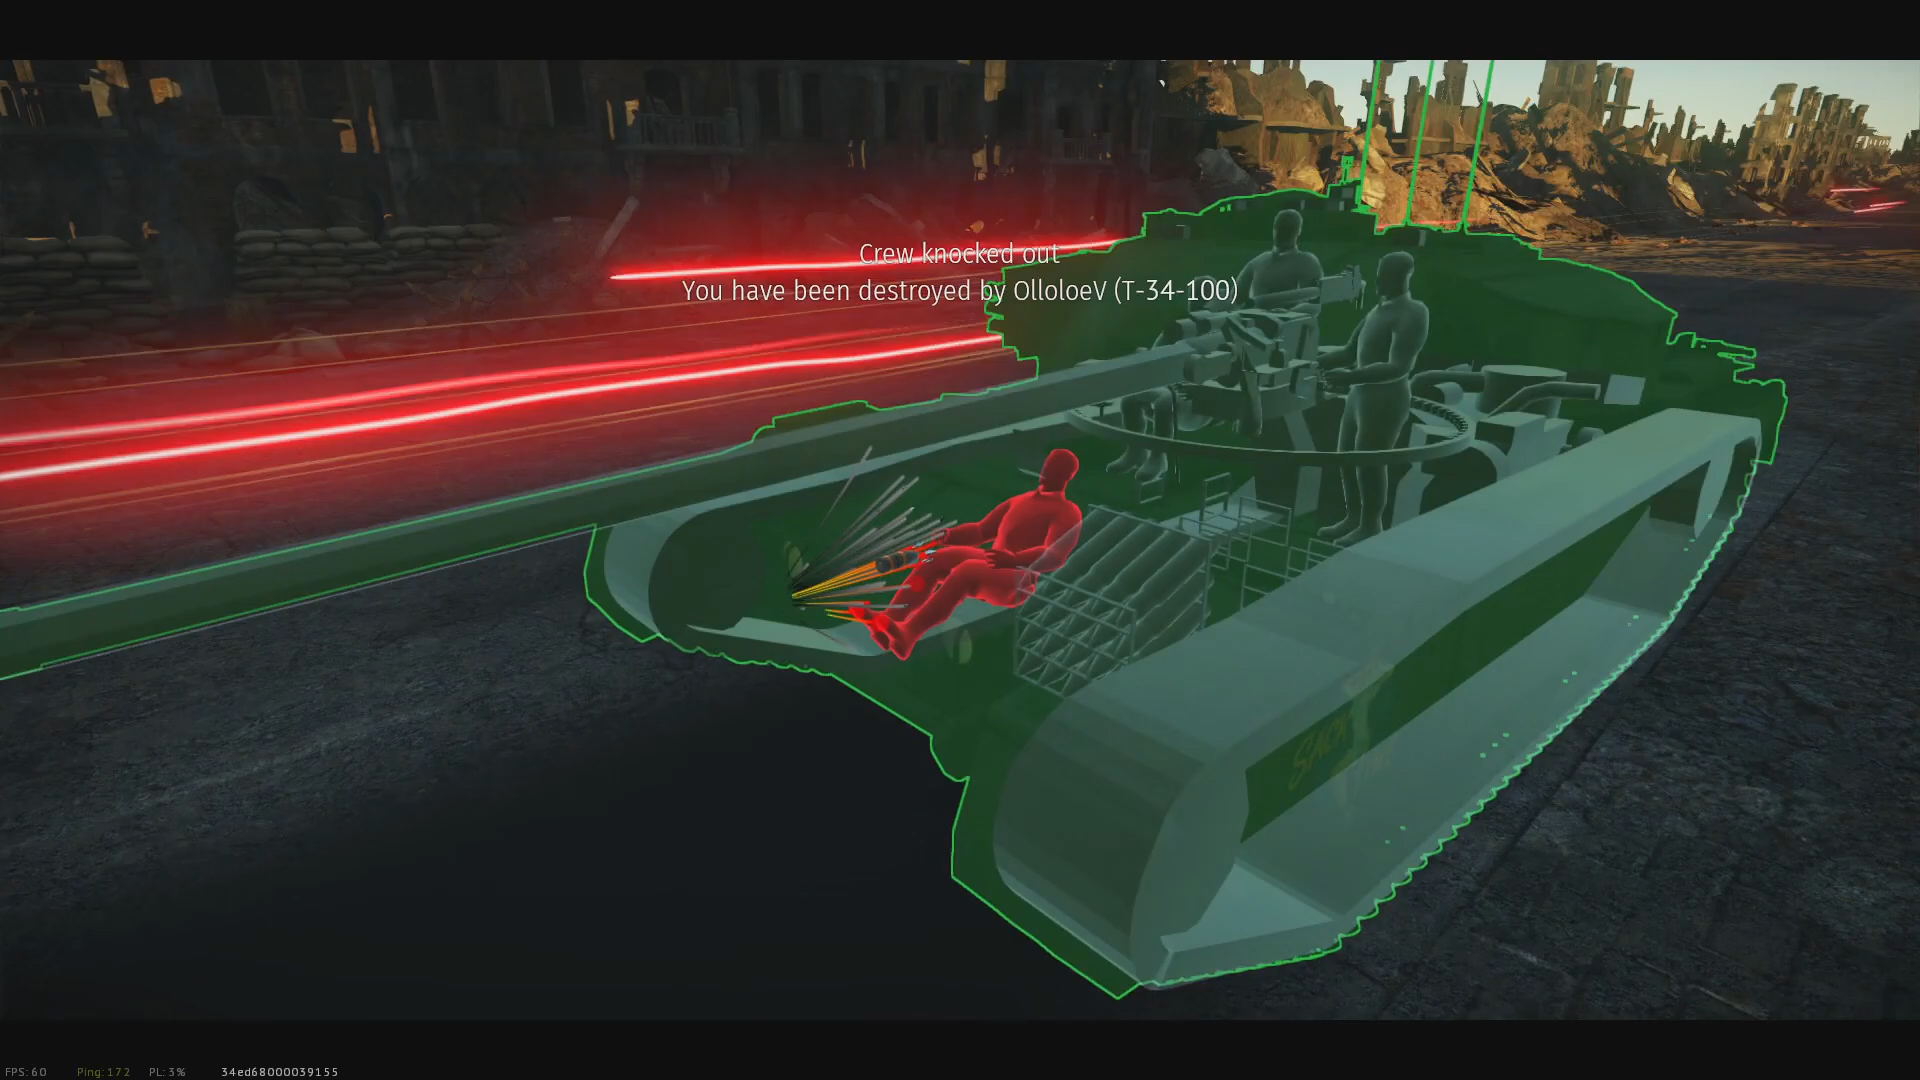 Crew knocked out
You have been destroyed by OlloloeV (T-34-100)
FPS: 60 Ping: 172 PL: 3% 34ed68000039155